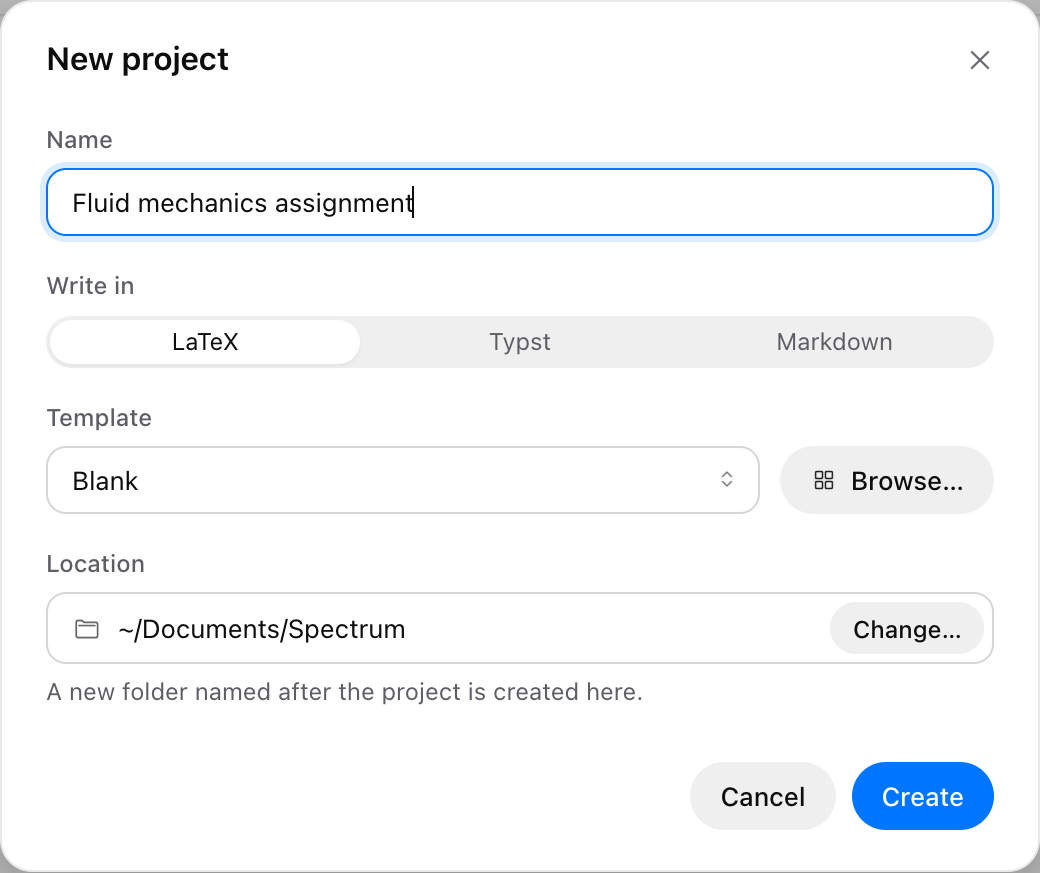 New project
Name
Fluid mechanics assignment
Write in
LaTeX Typst Markdown
Template
Blank Browse...
Location
~/Documents/Spectrum Change...
A new folder named after the project is created here.
Cancel Create